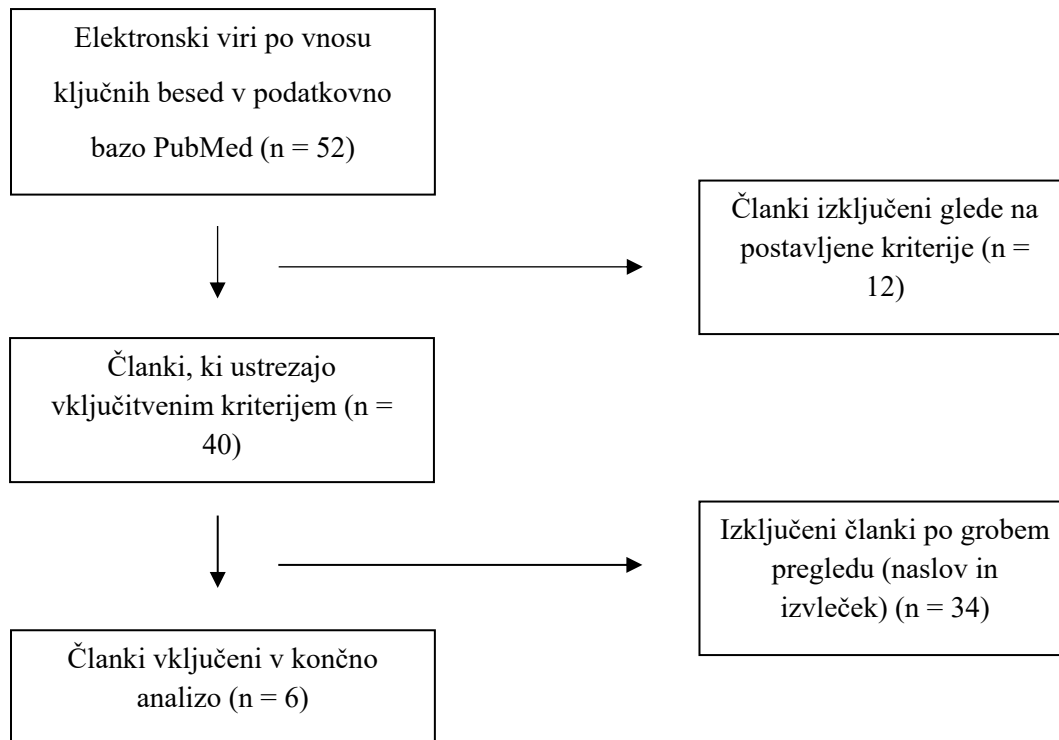 Elektronski viri po vnosu
ključnih besed v podatkovno
bazo PubMed (n = 52)
Članki izključeni glede na
postavljene kriterije (n =
12)
Članki, ki ustrezajo
vključitvenim kriterijem (n =
40)
Izključeni članki po grobem
pregledu (naslov in
izvleček) (n = 34)
Članki vključeni v končno
analizo (n = 6)